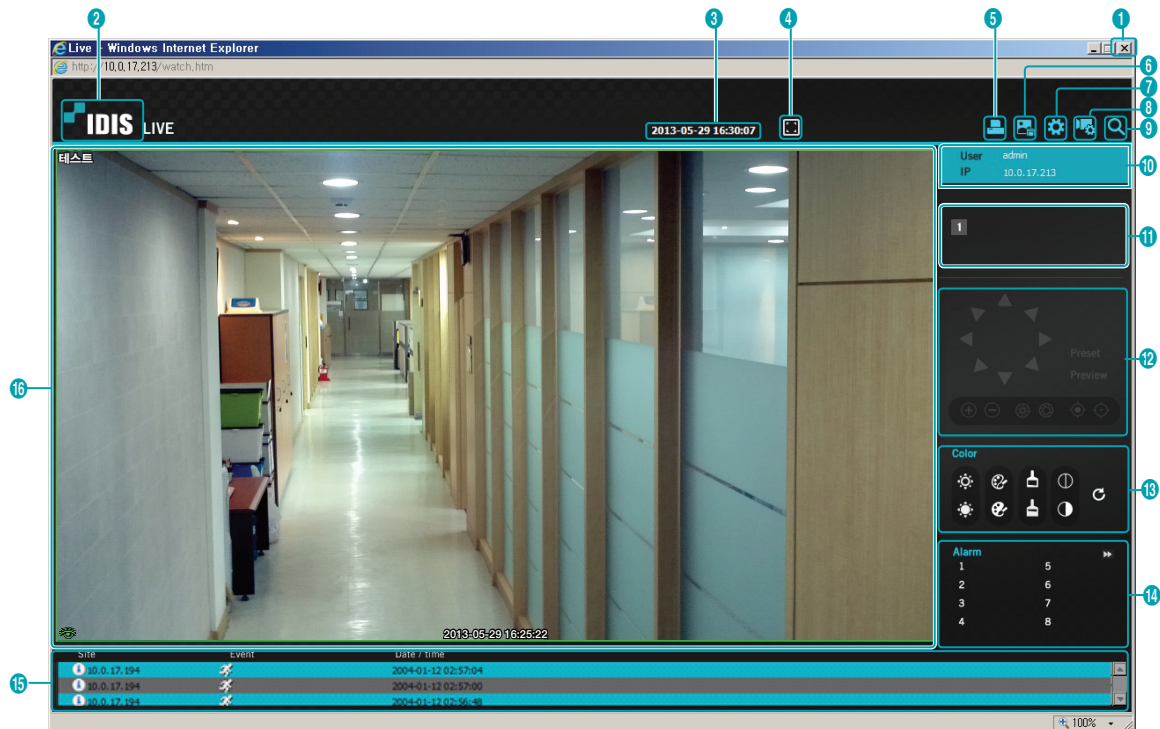 2
3
4
5
1
Live - Windows Internet Explorer
http://10.0.17.213/watch.htm
6
7
8
9
IDIS LIVE
2013-05-29 16:30:07
테스트
User admin
IP 10.0.17.213
10
1
11
Preset
Preview
12
16
Color
13
Alarm
1 5
2 6
3 7
4 8
14
2013-05-29 16:25:22
Site Event Date / time
10.0.17.194 2004-01-12 02:57:04
10.0.17.194 2004-01-12 02:57:00
10.0.17.194 2004-01-12 02:56:48
15
100%